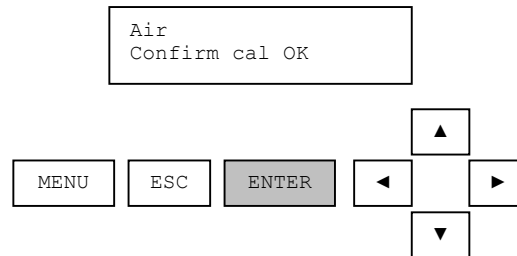 Air
Confirm cal OK
▲
MENU ESC ENTER ◄ ►
▼